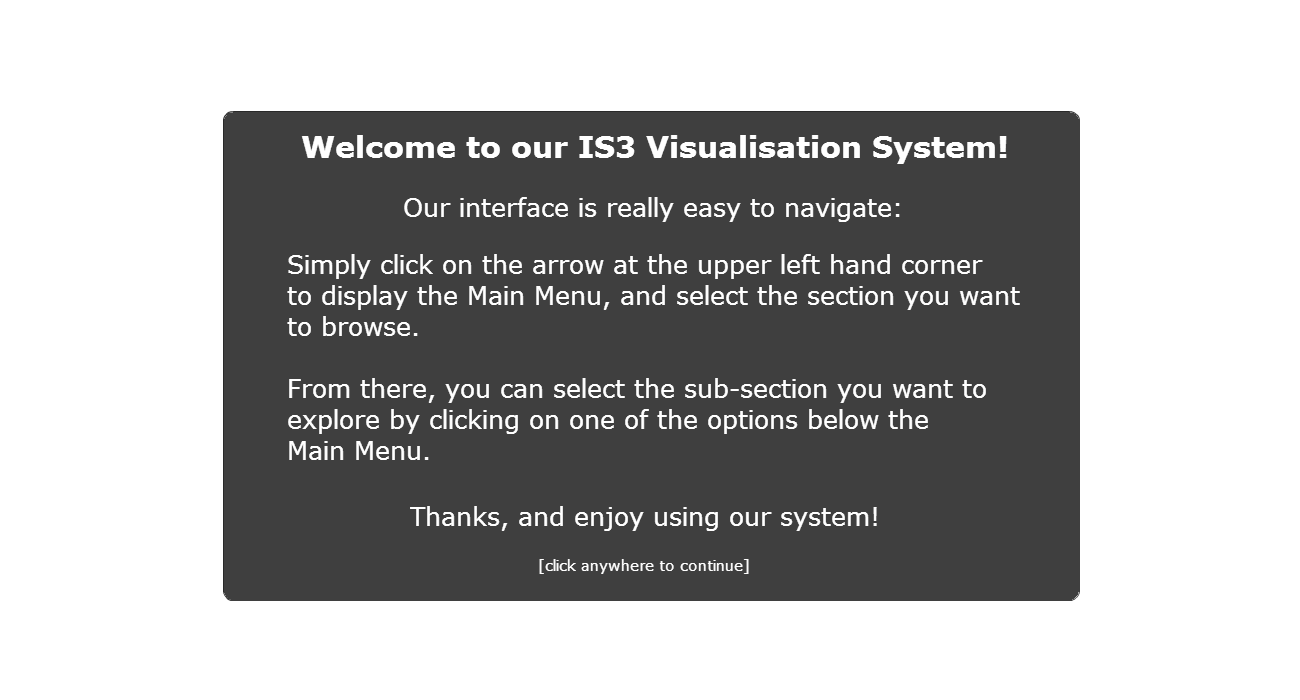 Welcome to our IS3 Visualisation System!
Our interface is really easy to navigate:
Simply click on the arrow at the upper left hand corner
to display the Main Menu, and select the section you want
to browse.
From there, you can select the sub-section you want to
explore by clicking on one of the options below the
Main Menu.
Thanks, and enjoy using our system!
[click anywhere to continue]